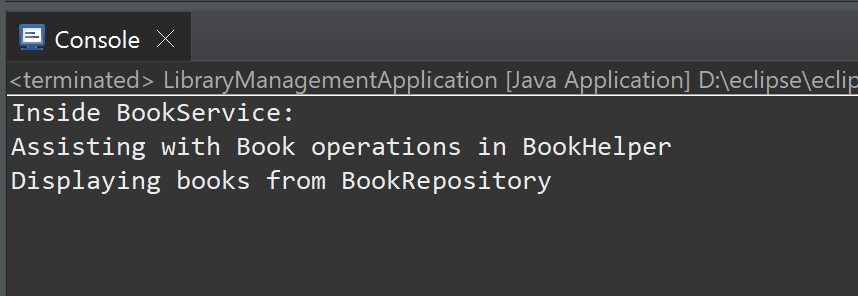 Console
<terminated> LibraryManagementApplication [Java Application] D:\eclipse\eclip
Inside BookService:
Assisting with Book operations in BookHelper
Displaying books from BookRepository